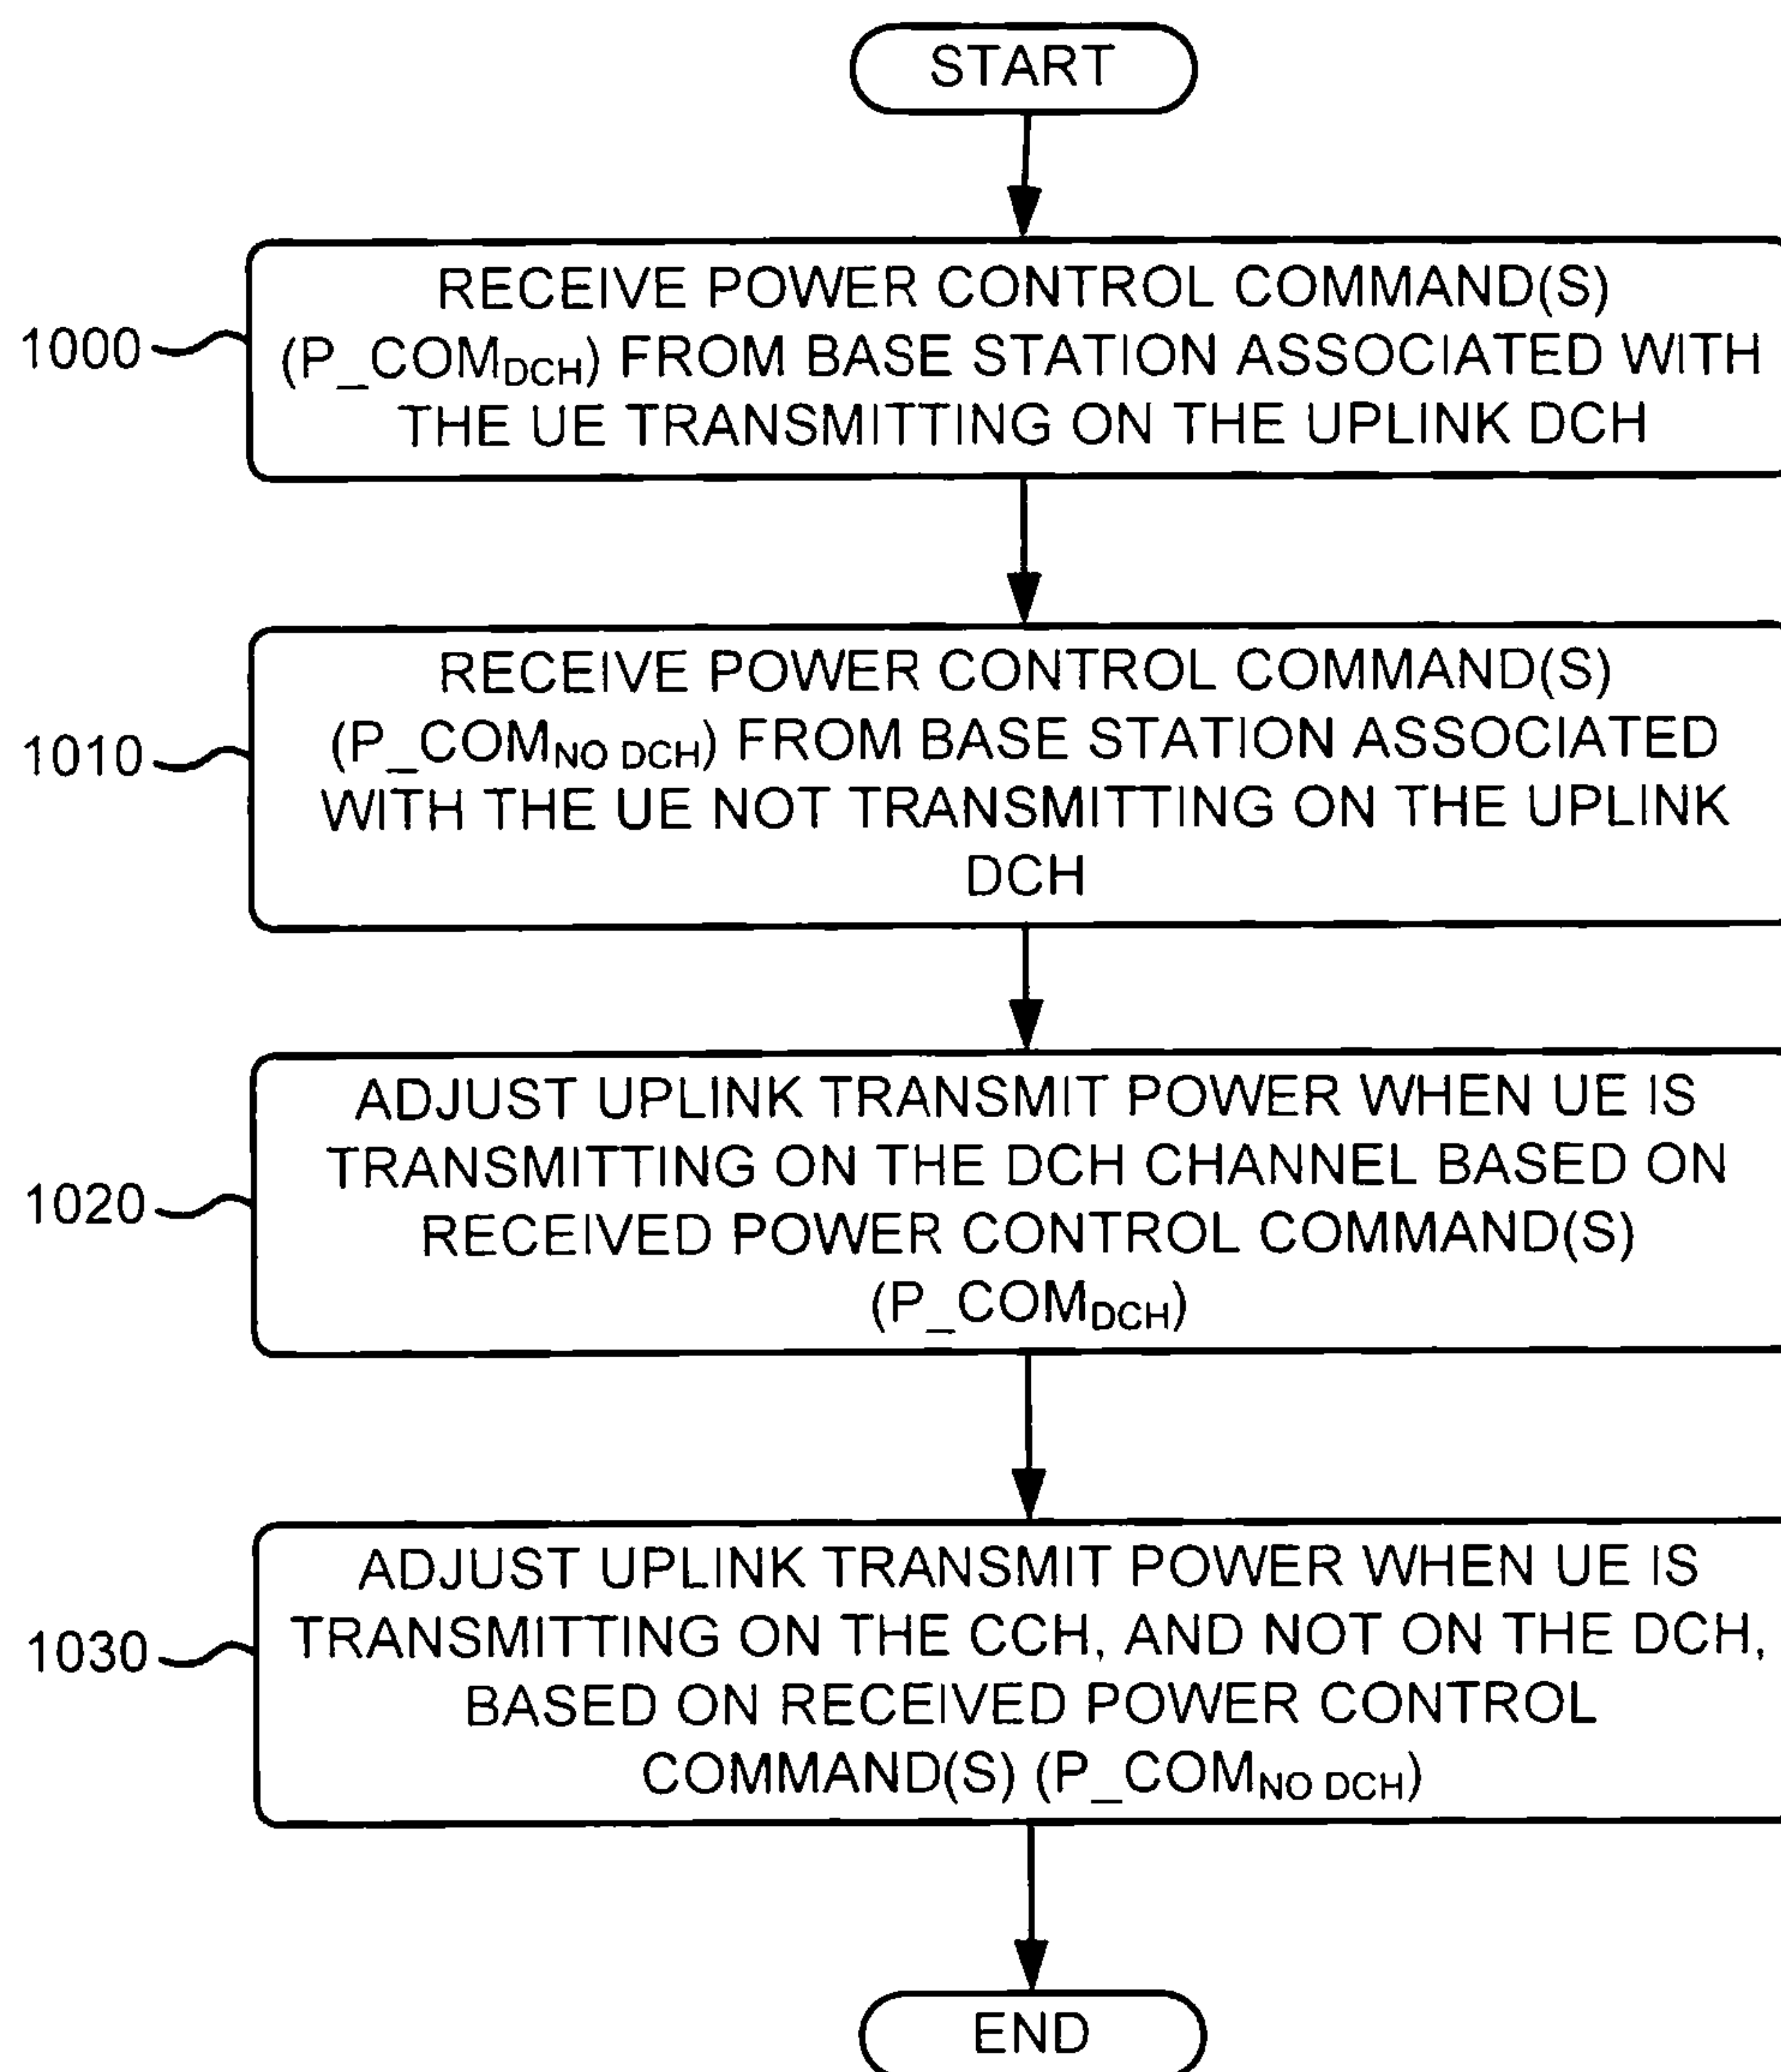 START
1000
RECEIVE POWER CONTROL COMMAND(S)
(P_COMDCH) FROM BASE STATION ASSOCIATED WITH
THE UE TRANSMITTING ON THE UPLINK DCH
1010
RECEIVE POWER CONTROL COMMAND(S)
(P_COMNO DCH) FROM BASE STATION ASSOCIATED
WITH THE UE NOT TRANSMITTING ON THE UPLINK
DCH
1020
ADJUST UPLINK TRANSMIT POWER WHEN UE IS
TRANSMITTING ON THE DCH CHANNEL BASED ON
RECEIVED POWER CONTROL COMMAND(S)
(P_COMDCH)
1030
ADJUST UPLINK TRANSMIT POWER WHEN UE IS
TRANSMITTING ON THE CCH, AND NOT ON THE DCH,
BASED ON RECEIVED POWER CONTROL
COMMAND(S) (P_COMNO DCH)
END